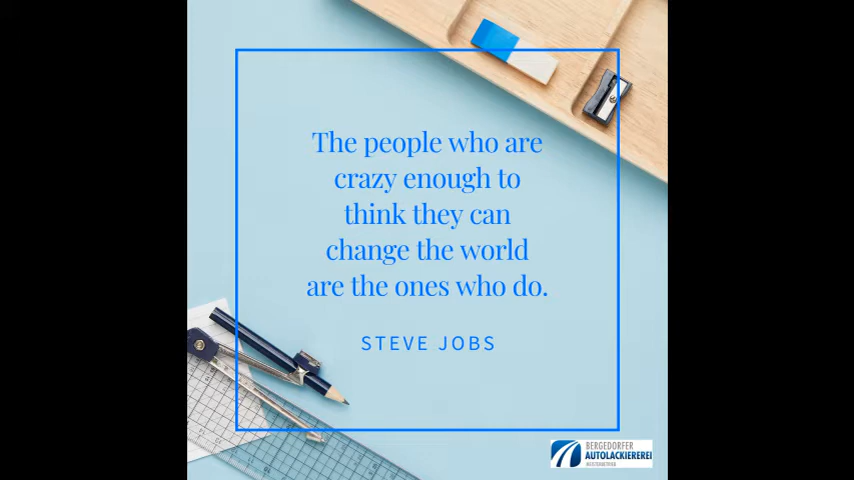 The people who are
crazy enough to
think they can
change the world
are the ones who do.
STEVE JOBS
BERGEDORFER
AUTOLACKIEREREI